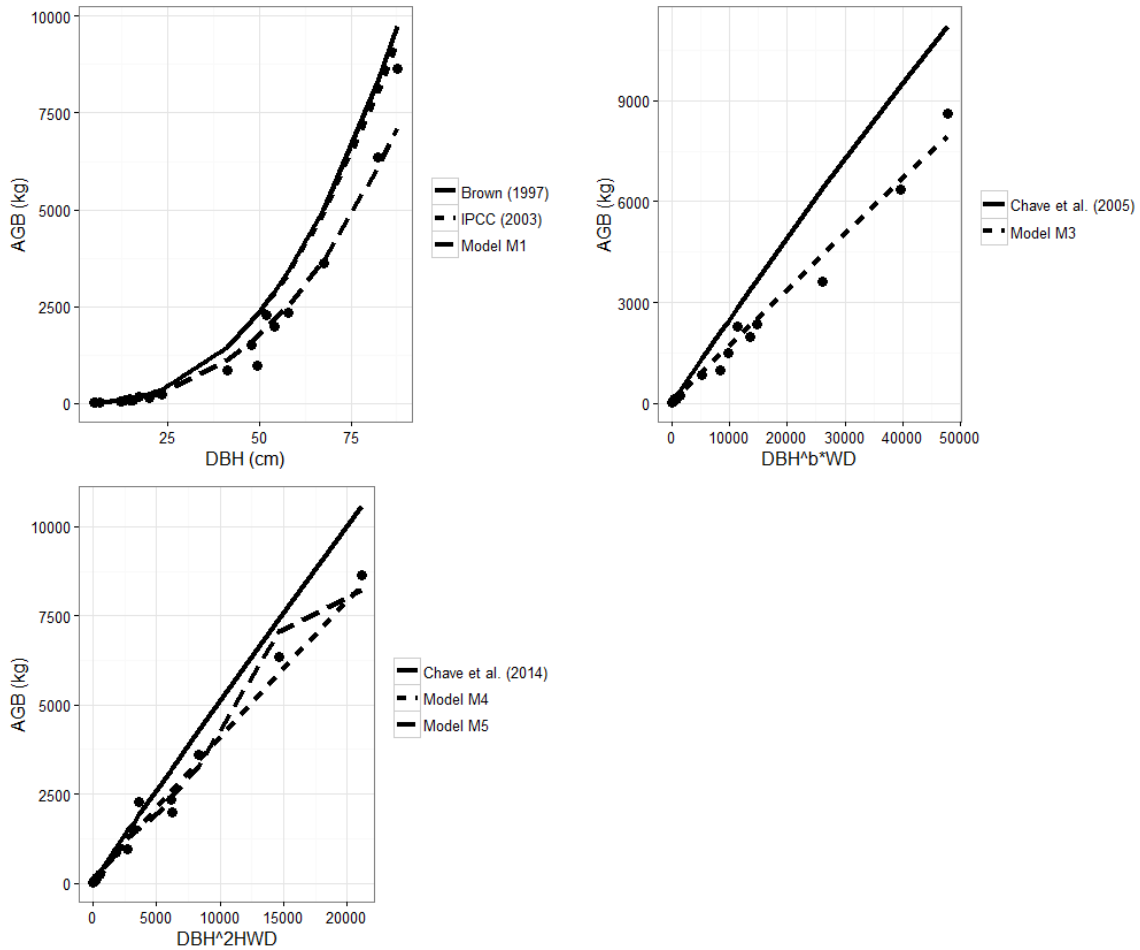 10000
7500
5000
2500
0
AGB (kg)
25
50
75
DBH (cm)
Brown (1997)
IPCC (2003)
Model M1
9000
6000
3000
0
AGB (kg)
0
10000
20000
30000
40000
50000
DBH^b*WD
Chave et al. (2005)
Model M3
10000
7500
5000
2500
0
AGB (kg)
0
5000
10000
15000
20000
DBH^2HWD
Chave et al. (2014)
Model M4
Model M5